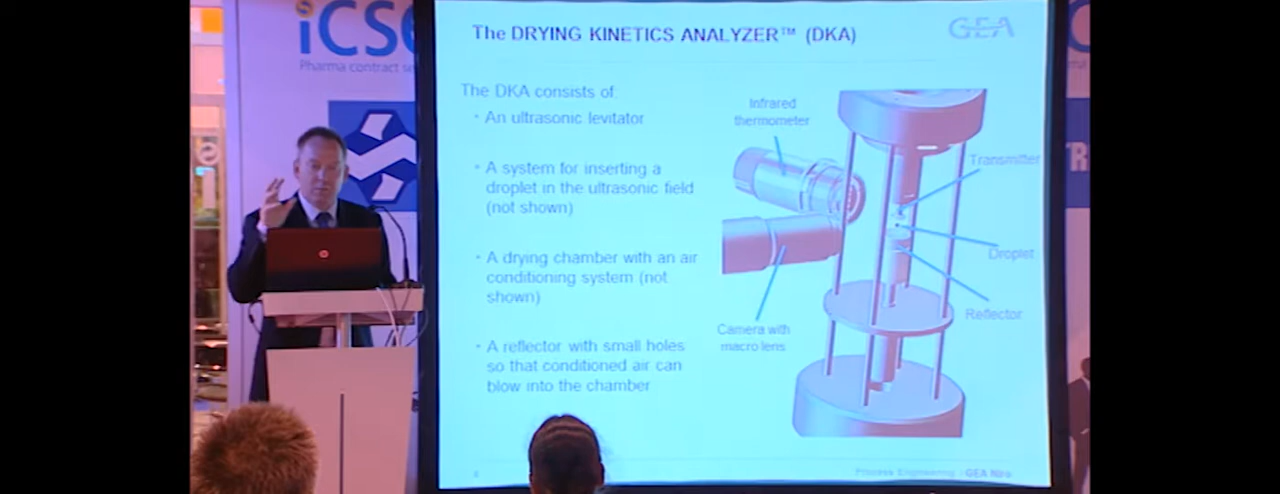 iCSe
Pharma contract se
The DRYING KINETICS ANALYZER™ (DKA)
GEA
The DKA consists of:
• An ultrasonic levitator
• A system for inserting a
droplet in the ultrasonic field
(not shown)
• A drying chamber with an air
conditioning system (not
shown)
• A reflector with small holes
so that conditioned air can
blow into the chamber
Infrared
thermometer
Transmitter
Droplet
Reflector
Camera with
macro lens
Process Engineering - GEA Niro